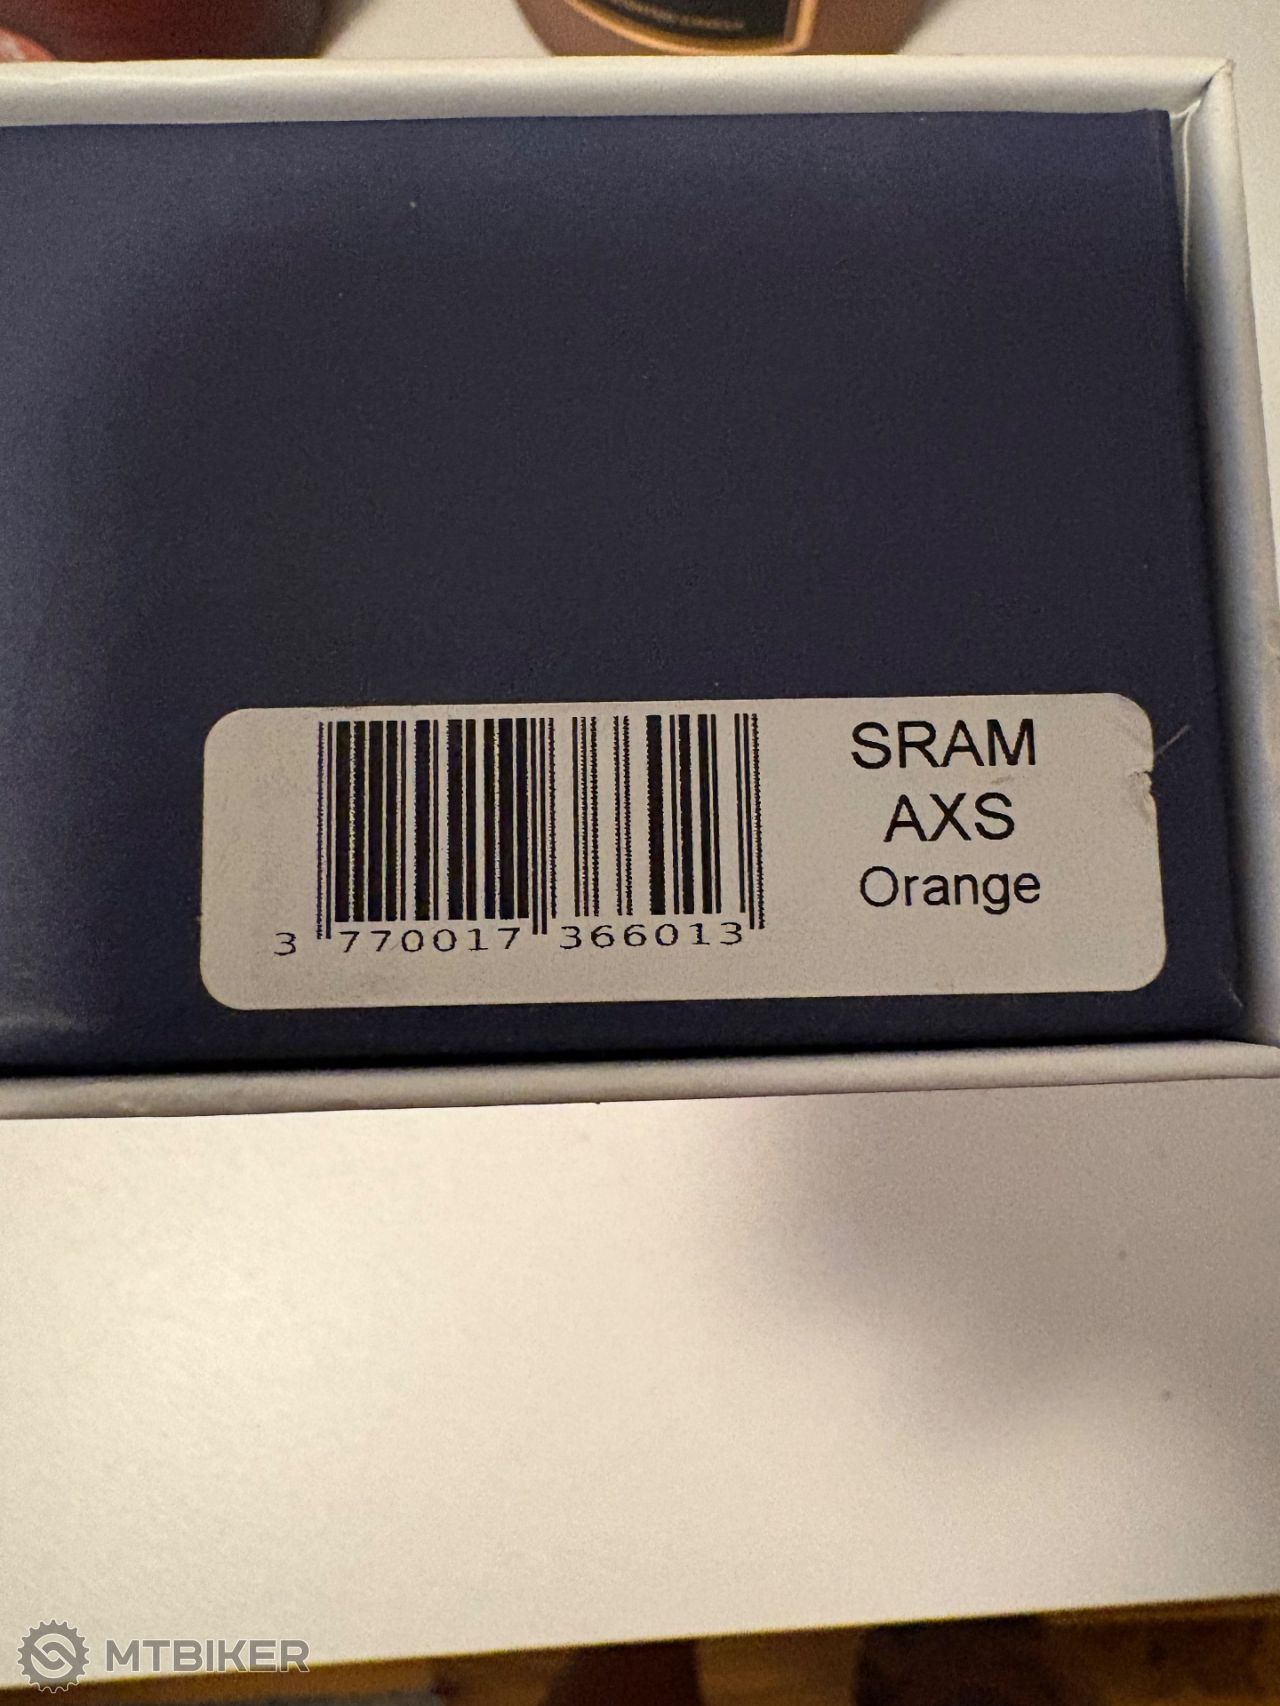 SRAM
AXS
Orange
3 770017 366013
MTBIKER